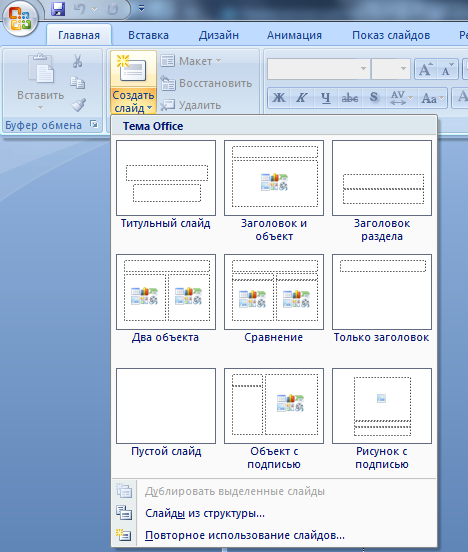 Главная Вставка Дизайн Анимация Показ слайдов Ре
Вставить
Создать слайд
Макет
Восстановить
Удалить
Ж К Ч abc S AV Aa А
A A
Буфер обмена
Тема Office
Титульный слайд
Заголовок и объект
Заголовок раздела
Два объекта
Сравнение
Только заголовок
Пустой слайд
Объект с подписью
Рисунок с подписью
Дублировать выделенные слайды
Слайды из структуры...
Повторное использование слайдов...